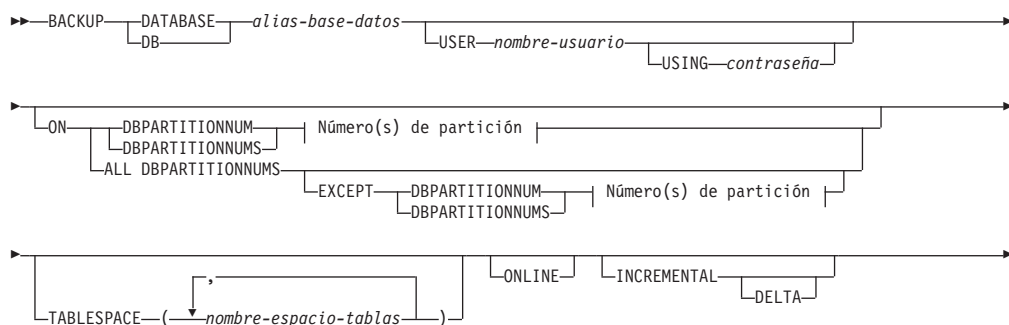 BACKUP DATABASE alias-base-datos
DB USER nombre-usuario
USING contraseña
ON DBPARTITIONNUM Número(s) de partición
DBPARTITIONNUMS
ALL DBPARTITIONNUMS
EXCEPT DBPARTITIONNUM Número(s) de partición
DBPARTITIONNUMS
ONLINE INCREMENTAL
, DELTA
TABLESPACE ( nombre-espacio-tablas )